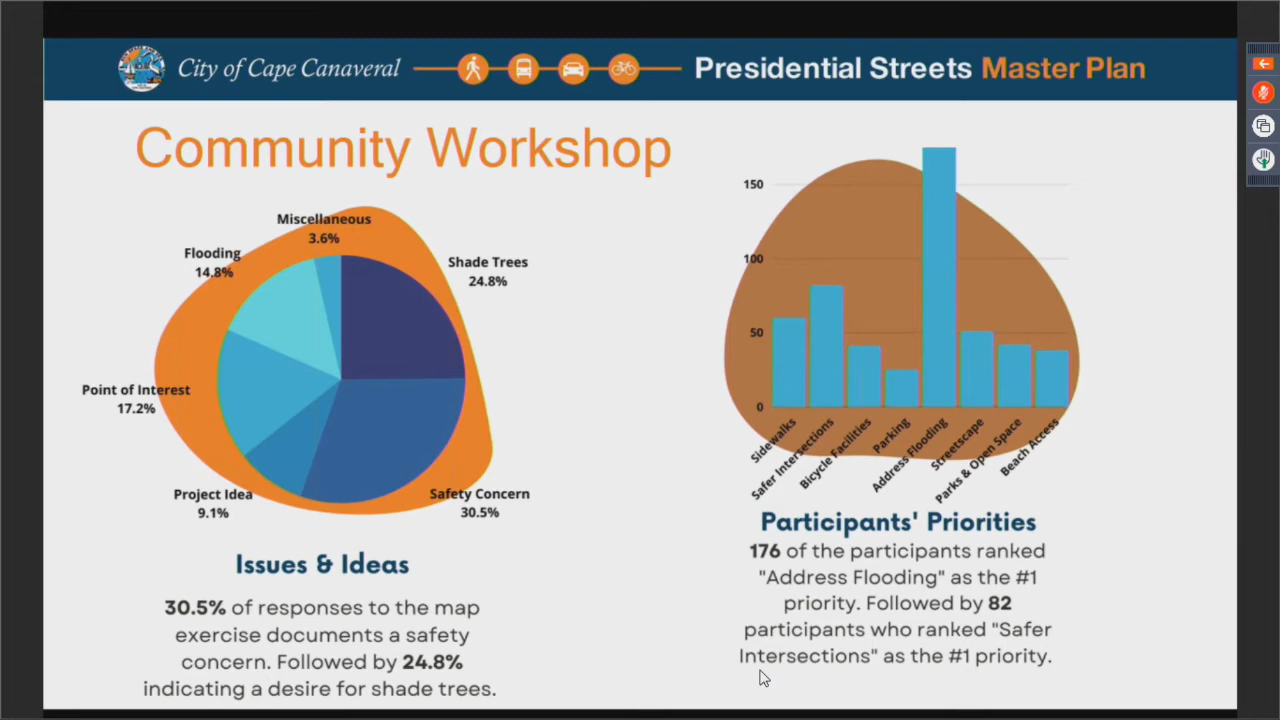 City of Cape Canaveral
Presidential Streets Master Plan
Community Workshop
Miscellaneous
3.6%
Flooding
14.8%
Shade Trees
24.8%
Point of Interest
17.2%
Project Idea
9.1%
Safety Concern
30.5%
Issues & Ideas
30.5% of responses to the map
exercise documents a safety
concern. Followed by 24.8%
indicating a desire for shade trees.
150
100
50
0
Sidewalks
Safer Intersections
Bicycle Facilities
Parking
Address Flooding
Streetscape
Parks & Open Space
Beach Access
Participants' Priorities
176 of the participants ranked
"Address Flooding" as the #1
priority. Followed by 82
participants who ranked "Safer
Intersections" as the #1 priority.